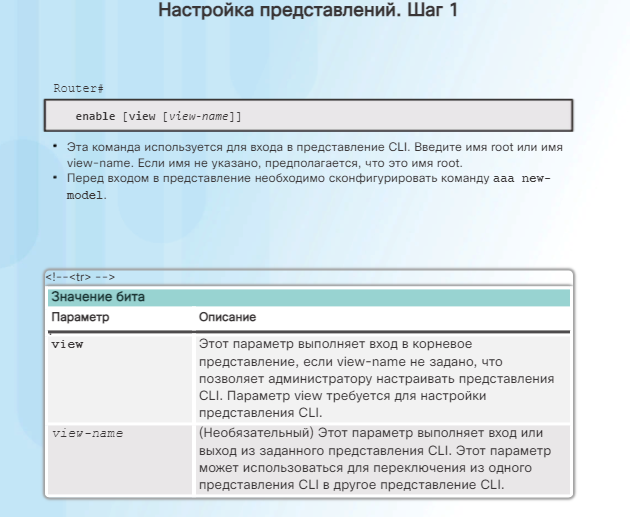 Настройка представлений. Шаг 1
Router#
enable [view [view-name]]
• Эта команда используется для входа в представление CLI. Введите имя root или имя
view-name. Если имя не указано, предполагается, что это имя root.
• Перед входом в представление необходимо сконфигурировать команду aaa new-
model.
<!--<tr> -->
Значение бита
Параметр Описание
view Этот параметр выполняет вход в корневое
представление, если view-name не задано, что
позволяет администратору настраивать представления
CLI. Параметр view требуется для настройки
представления CLI.
view-name (Необязательный) Этот параметр выполняет вход или
выход из заданного представления CLI. Этот параметр
может использоваться для переключения из одного
представления CLI в другое представление CLI.